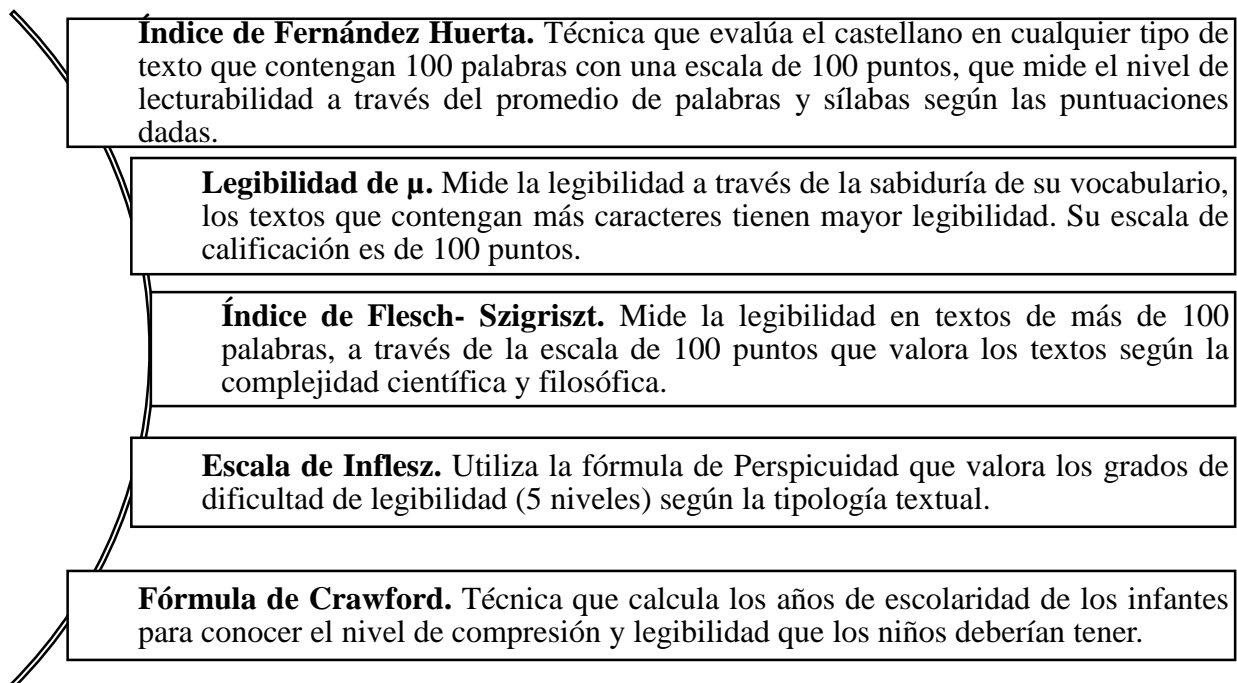 Índice de Fernández Huerta. Técnica que evalúa el castellano en cualquier tipo de
texto que contengan 100 palabras con una escala de 100 puntos, que mide el nivel de
lecturabilidad a través del promedio de palabras y sílabas según las puntuaciones
dadas.
Legibilidad de µ. Mide la legibilidad a través de la sabiduría de su vocabulario,
los textos que contengan más caracteres tienen mayor legibilidad. Su escala de
calificación es de 100 puntos.
Índice de Flesch- Szigriszt. Mide la legibilidad en textos de más de 100
palabras, a través de la escala de 100 puntos que valora los textos según la
complejidad científica y filosófica.
Escala de Inflesz. Utiliza la fórmula de Perspicuidad que valora los grados de
dificultad de legibilidad (5 niveles) según la tipología textual.
Fórmula de Crawford. Técnica que calcula los años de escolaridad de los infantes
para conocer el nivel de compresión y legibilidad que los niños deberían tener.